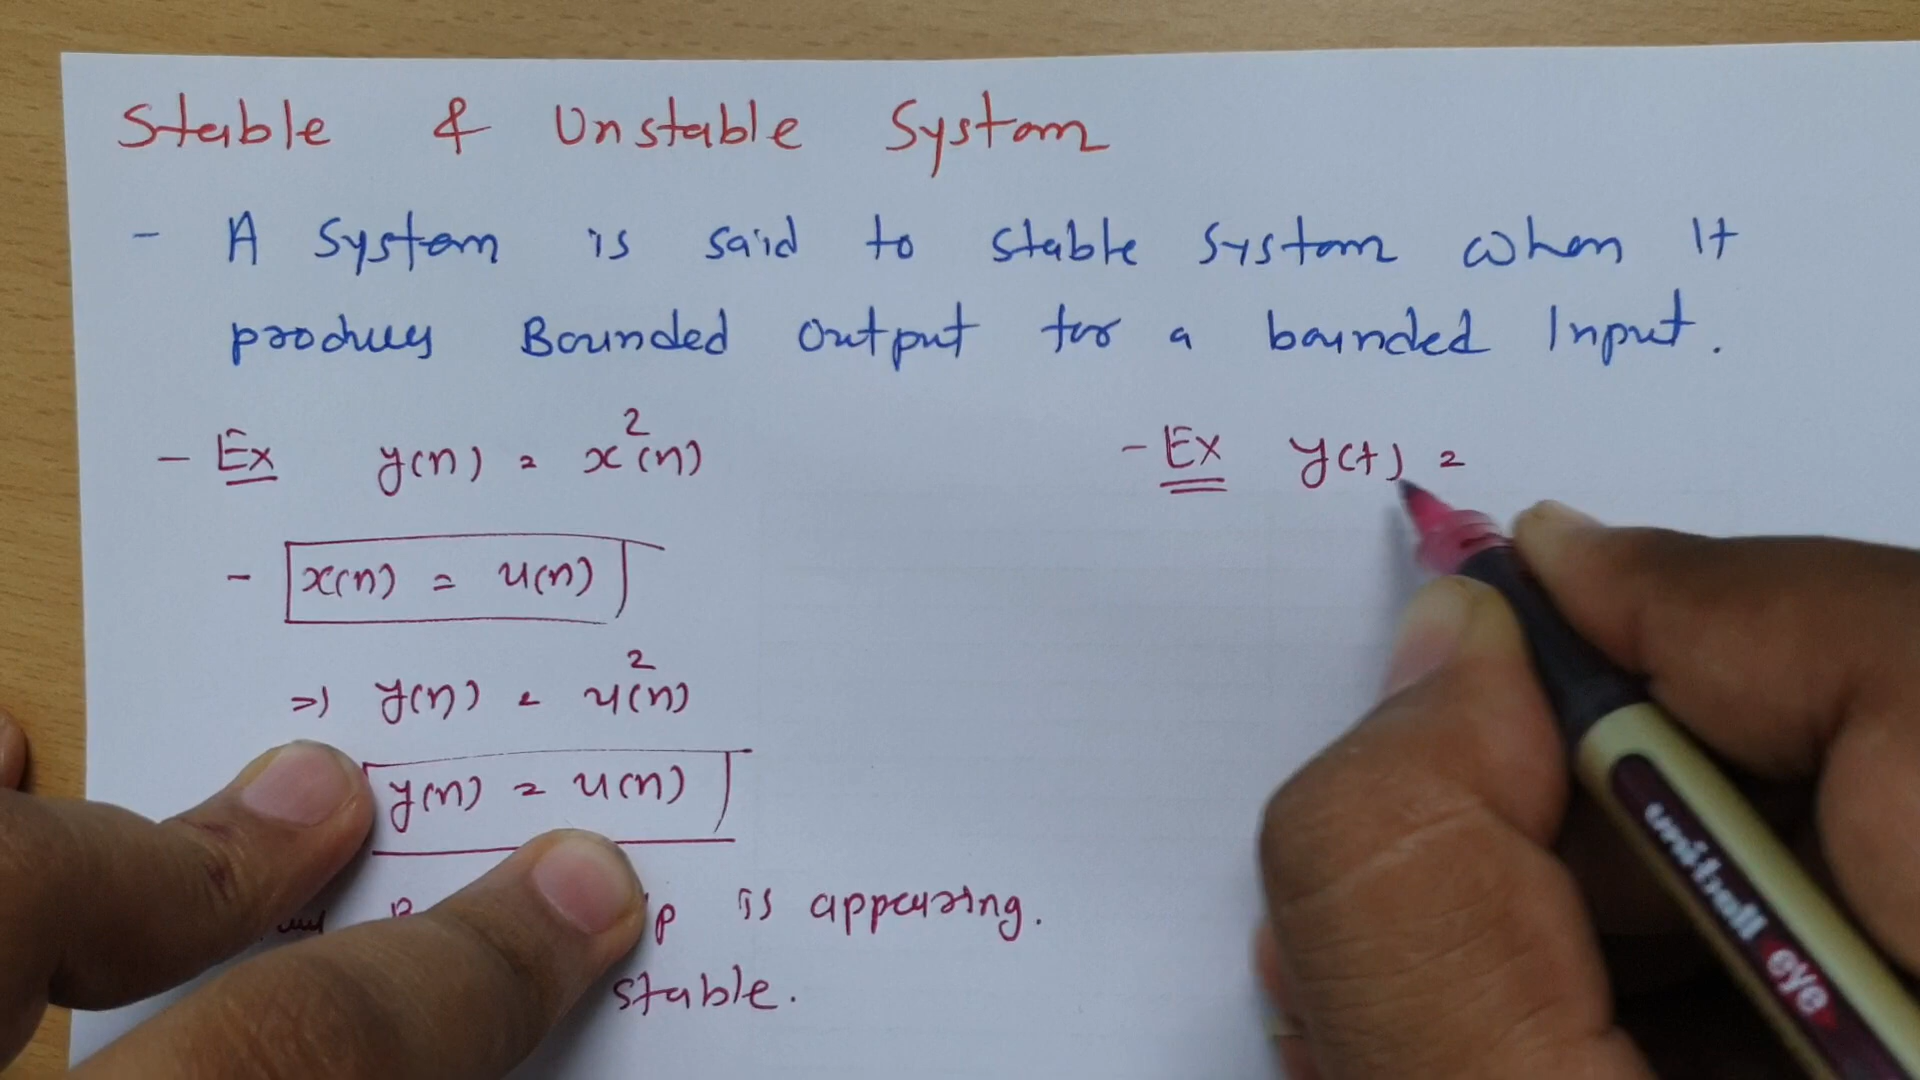 Stable & Unstable System
- A system is said to stable system when it
produces Bounded Output for a bounded Input.
- Ex y(n) = x²(n)
- x(n) = u(n)
⇒ y(n) = u²(n)
y(n) = u(n)
is appearing.
stable.
- Ex y(t) =
uni-ball eye